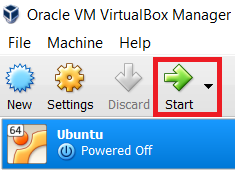 Oracle VM VirtualBox Manager
File Machine Help
New Settings Discard Start
64 Ubuntu
Powered Off